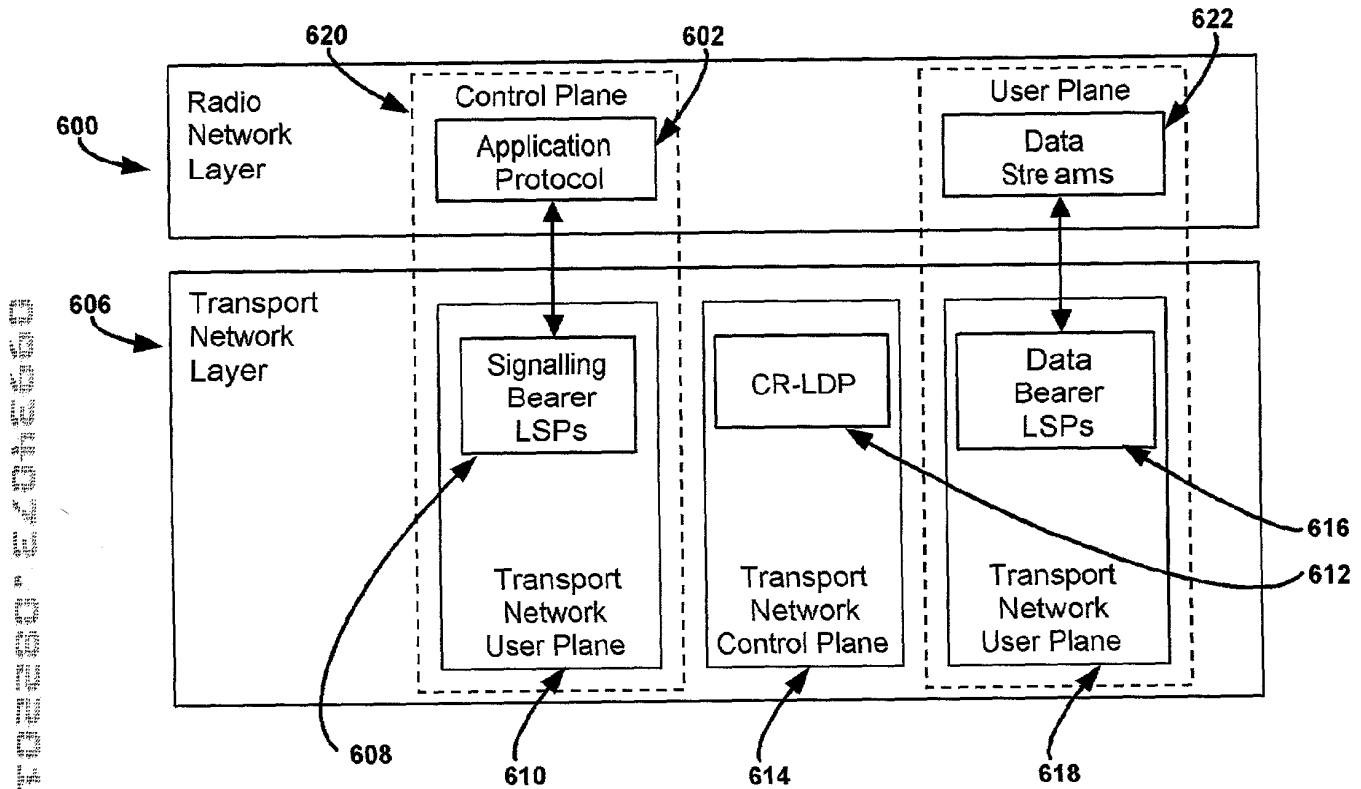 620
602
622
Radio
Network
Layer
Control Plane
User Plane
600
Application
Protocol
Data
Streams
606
Transport
Network
Layer
Signalling
Bearer
LSPs
CR-LDP
Data
Bearer
LSPs
616
612
Transport
Network
User Plane
Transport
Network
Control Plane
Transport
Network
User Plane
608
610
614
618